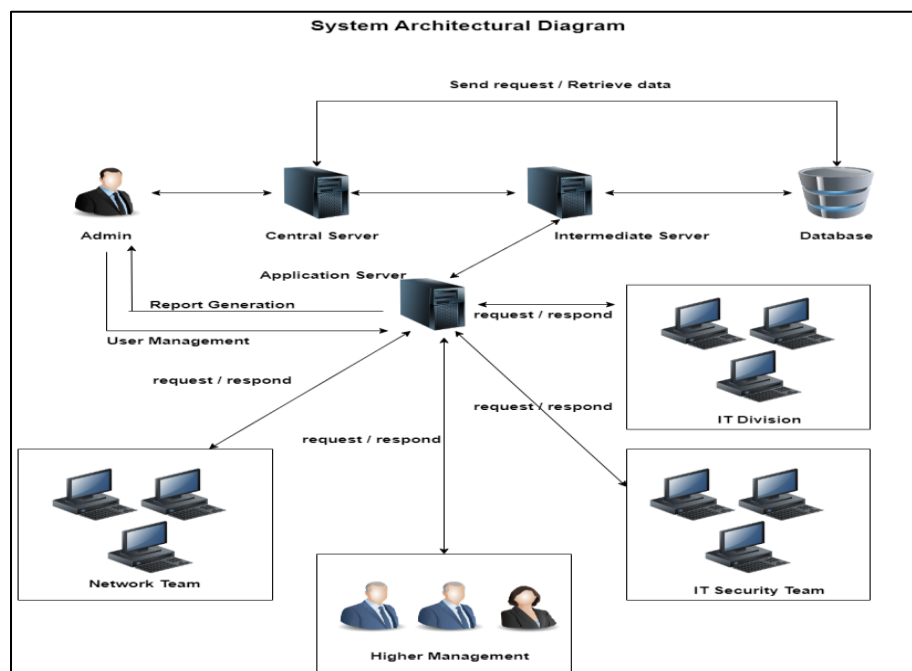 System Architectural Diagram
Send request / Retrieve data
Admin
Central Server
Intermediate Server
Database
Application Server
Report Generation
request / respond
User Management
request / respond
request / respond
IT Division
request / respond
Network Team
IT Security Team
Higher Management